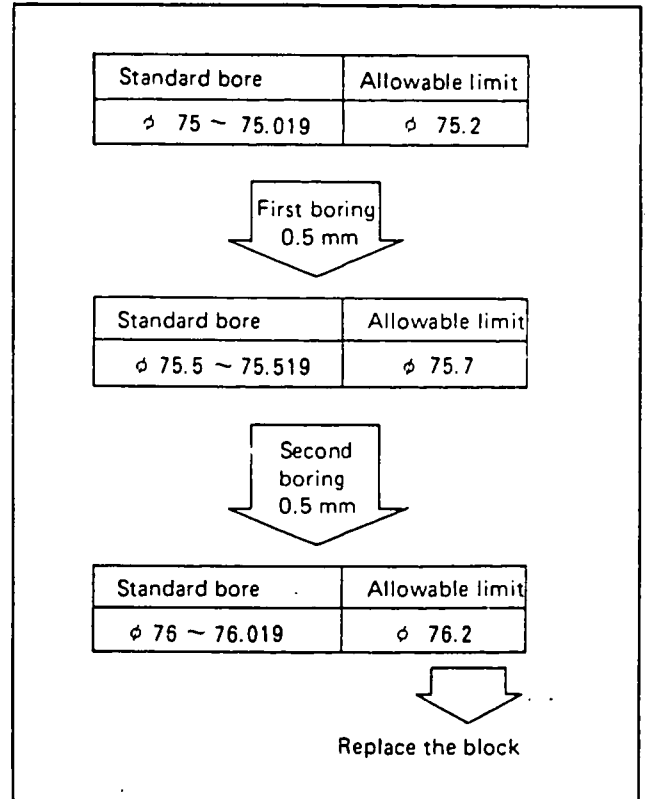 Standard bore Allowable limit
φ 75 ~ 75.019 φ 75.2
First boring
0.5 mm
Standard bore Allowable limit
φ 75.5 ~ 75.519 φ 75.7
Second
boring
0.5 mm
Standard bore Allowable limit
φ 76 ~ 76.019 φ 76.2
Replace the block